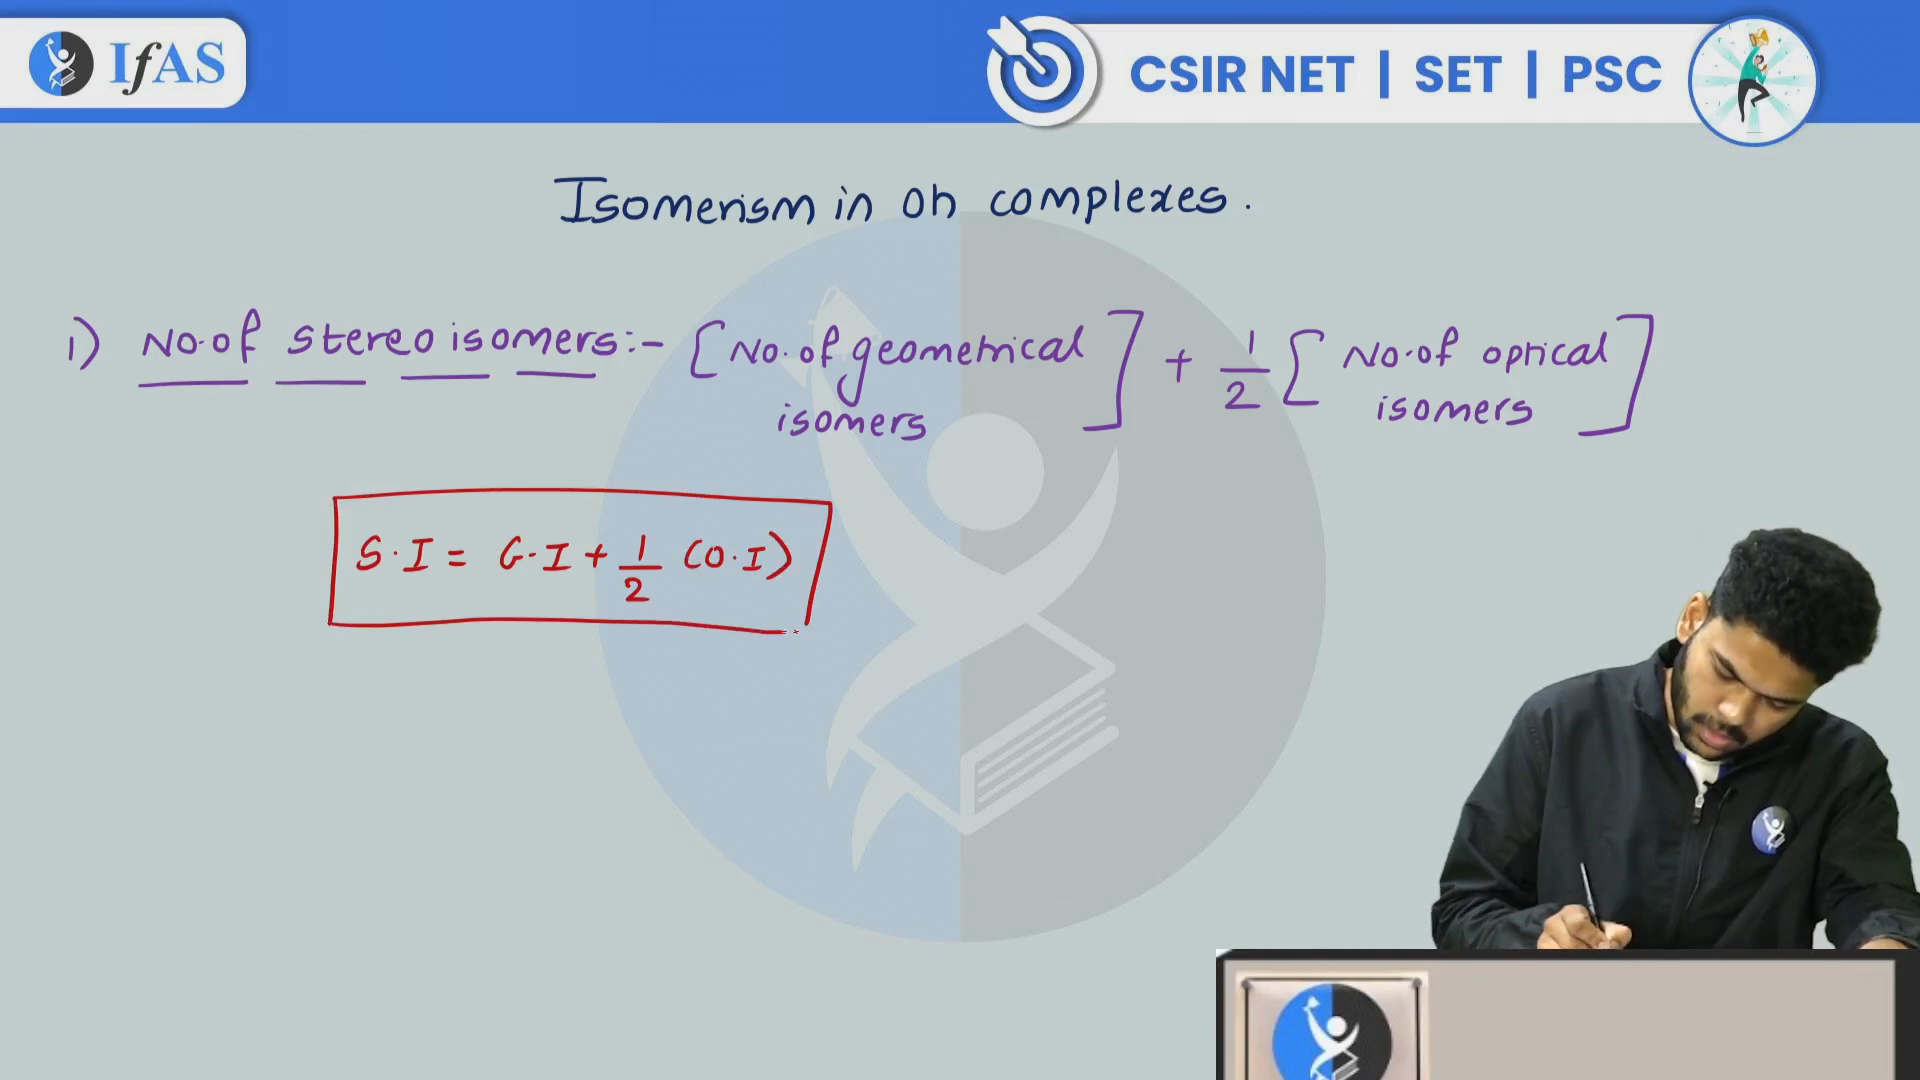 IfAS
CSIR NET | SET | PSC
Isomerism in Oh complexes.
1) No.of stereo isomers:- [No.of geometrical isomers] + 1/2 [No.of optical isomers]
S.I = G.I + 1/2 (O.I)